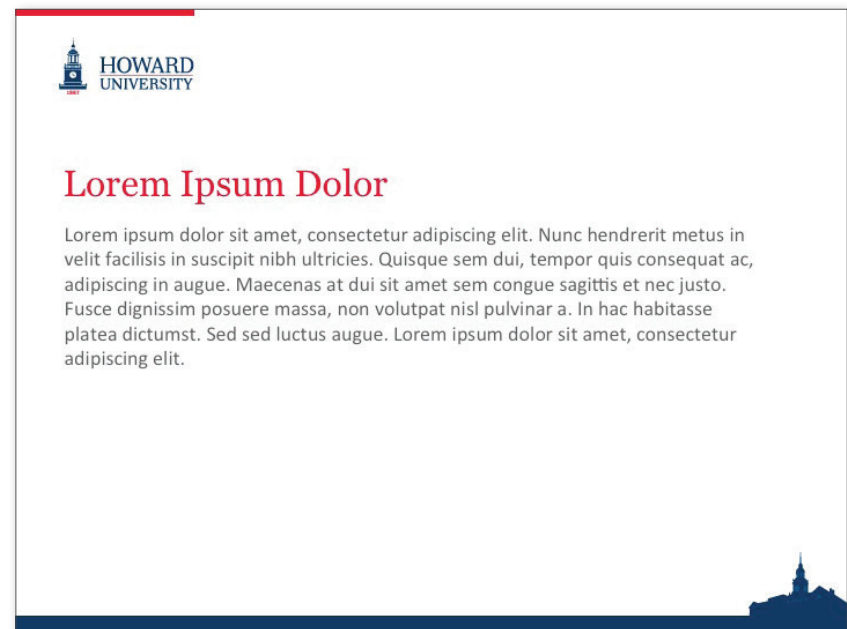 HOWARD
UNIVERSITY
1867
Lorem Ipsum Dolor
Lorem ipsum dolor sit amet, consectetur adipiscing elit. Nunc hendrerit metus in
velit facilisis in suscipit nibh ultricies. Quisque sem dui, tempor quis consequat ac,
adipiscing in augue. Maecenas at dui sit amet sem congue sagittis et nec justo.
Fusce dignissim posuere massa, non volutpat nisl pulvinar a. In hac habitasse
platea dictumst. Sed sed luctus augue. Lorem ipsum dolor sit amet, consectetur
adipiscing elit.